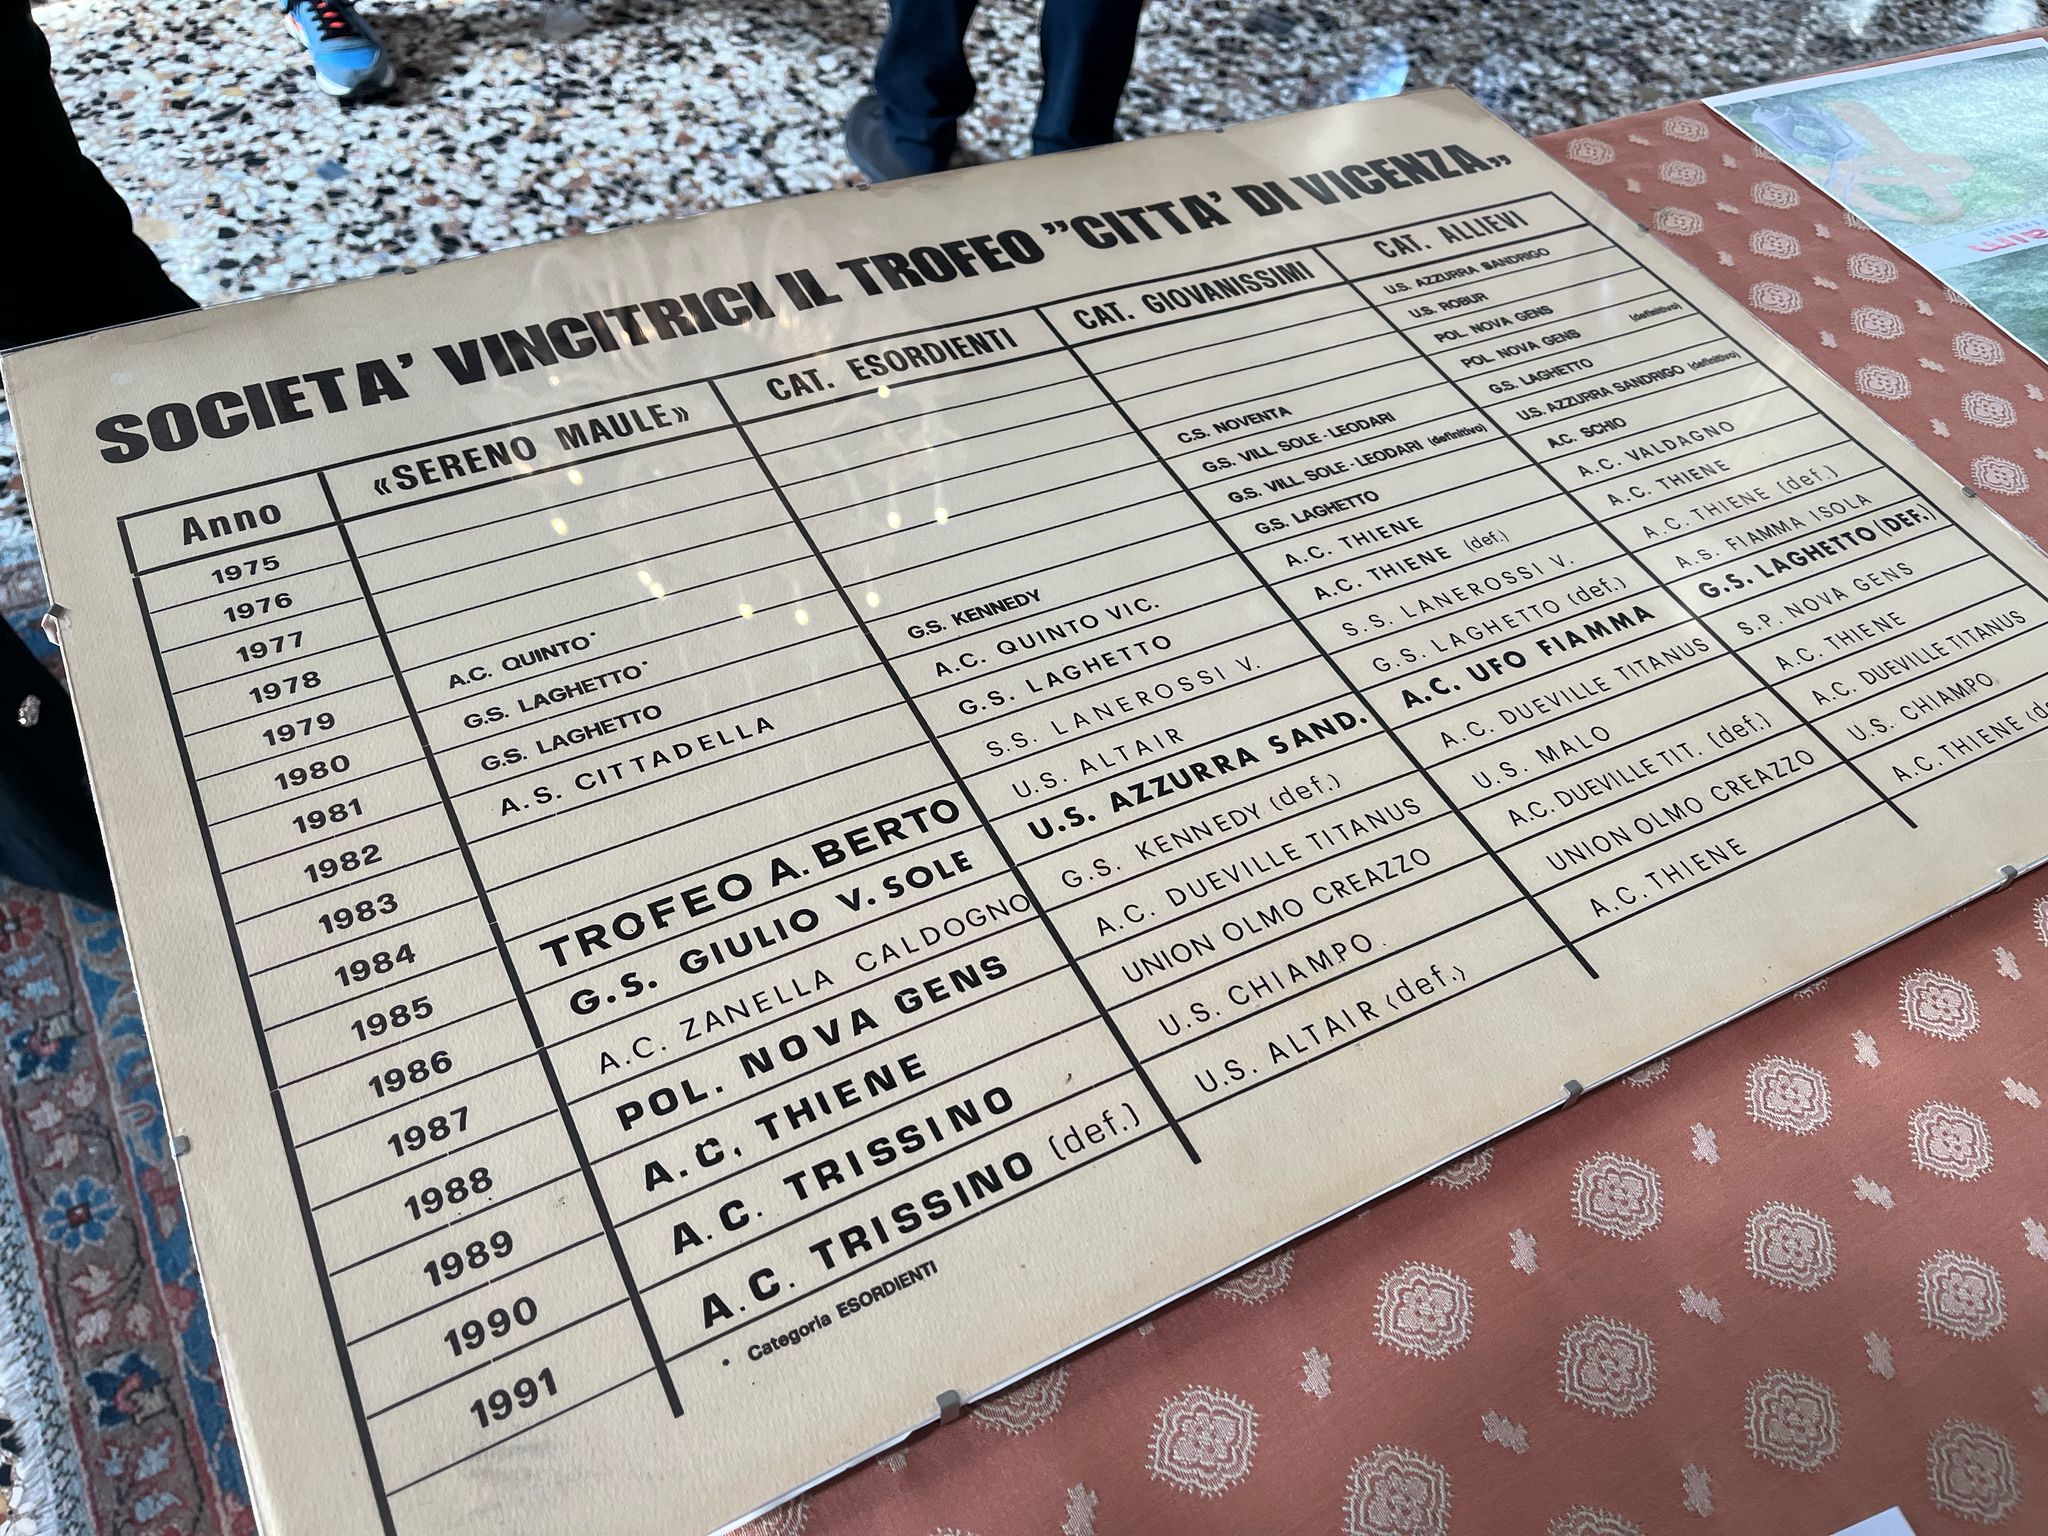 SOCIETA' VINCITRICI IL TROFEO "CITTA' DI VICENZA"
Anno «SERENO MAULE» CAT. ESORDIENTI CAT. GIOVANISSIMI CAT. ALLIEVI
1975 U.S. AZZURRA SANDRIGO
1976 U.S. ROBUR
1977 POL NOVA GENS
1978 C.S. NOVENTA POL NOVA GENS (definitivo)
1979 A.C. QUINTO* G.S. VILL SOLE-LEODARI G.S. LAGHETTO
1980 G.S. LAGHETTO* G.S. VILL SOLE-LEODARI (definitivo) U.S. AZZURRA SANDRIGO (definitivo)
1981 G.S. LAGHETTO G.S. KENNEDY G.S. LAGHETTO A.C. SCHIO
1982 A.S. CITTADELLA A.C. QUINTO VIC. A.C. THIENE A.C. VALDAGNO
1983 G.S. LAGHETTO A.C. THIENE (def.) A.C. THIENE
1984 S.S. LANEROSSI V. S.S. LANEROSSI V. A.C. THIENE (def.)
1985 TROFEO A. BERTO U.S. ALTAIR G.S. LAGHETTO (def.) A.S. FIAMMA ISOLA
1986 G.S. GIULIO V. SOLE U.S. AZZURRA SAND. A.C. UFO FIAMMA G.S. LAGHETTO (DEF.)
1987 A.C. ZANELLA CALDOGNO G.S. KENNEDY (def.) A.C. DUEVILLE TITANUS S.P. NOVA GENS
1988 POL. NOVA GENS A.C. DUEVILLE TITANUS U.S. MALO A.C. THIENE
1989 A.C. THIENE UNION OLMO CREAZZO A.C. DUEVILLE TIT. (def.) A.C. DUEVILLE TITANUS
1990 A.C. TRISSINO U.S. CHIAMPO. UNION OLMO CREAZZO U.S. CHIAMPO.
1991 A.C. TRISSINO (def.) U.S. ALTAIR (def.) A.C. THIENE A.C. THIENE
* Categoria ESORDIENTI